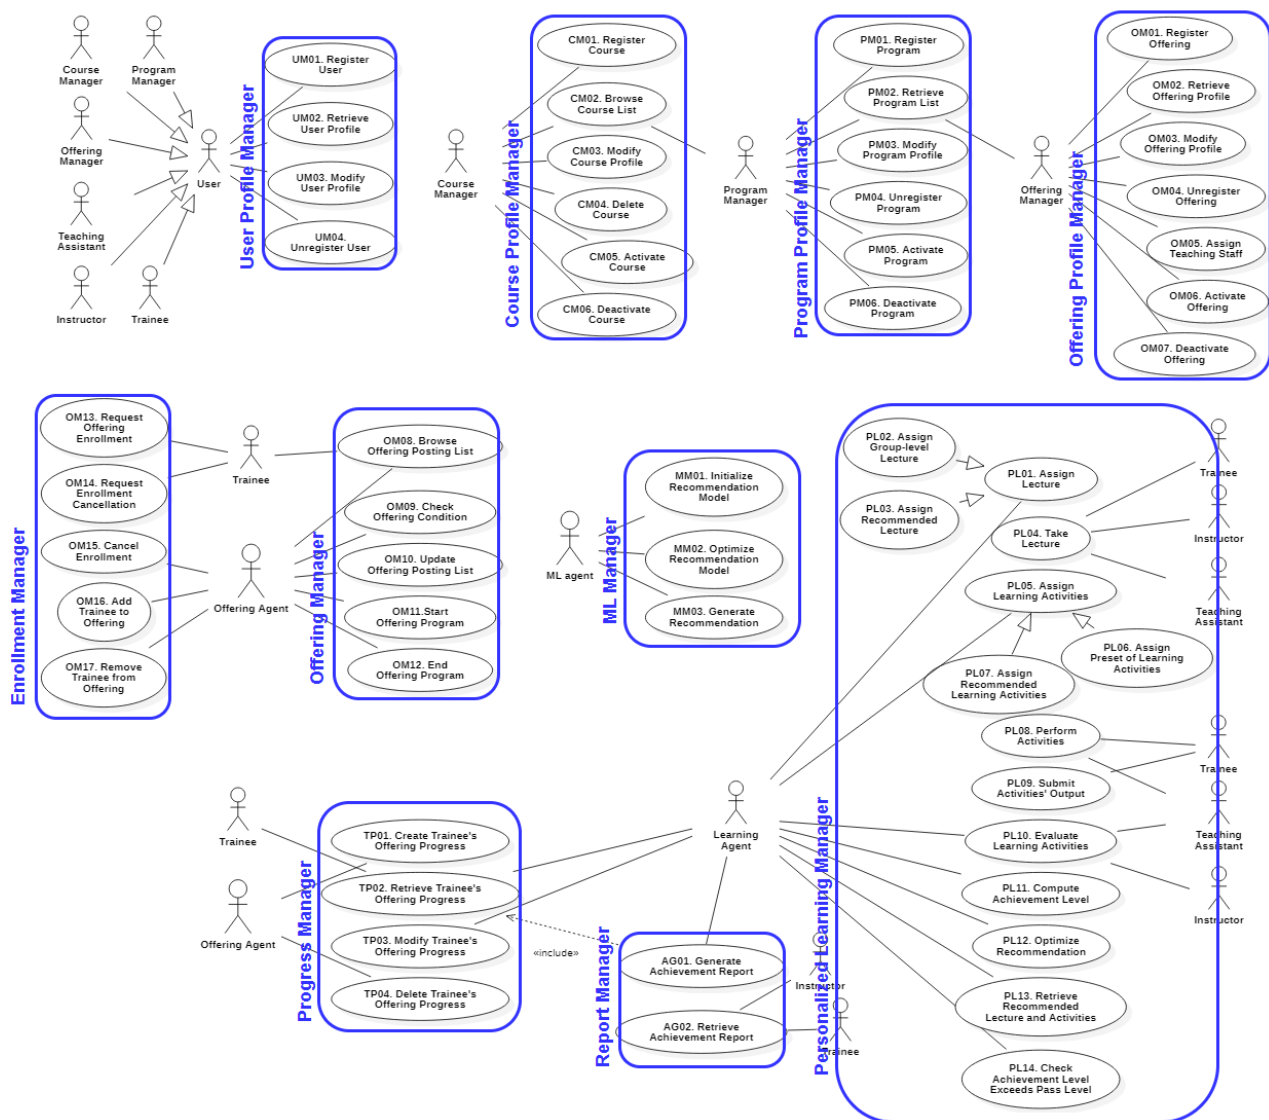 Course
Manager
Program
Manager
Offering
Manager
Teaching
Assistant
Instructor
Trainee
User
User Profile Manager
UM01. Register
User
UM02. Retrieve
User Profile
UM03. Modify
User Profile
UM04.
Unregister User
Course
Manager
Course Profile Manager
CM01. Register
Course
CM02. Browse
Course List
CM03. Modify
Course Profile
CM04. Delete
Course
CM05. Activate
Course
CM06. Deactivate
Course
Program
Manager
Program Profile Manager
PM01. Register
Program
PM02. Retrieve
Program List
PM03. Modify
Program Profile
PM04. Unregister
Program
PM05. Activate
Program
PM06. Deactivate
Program
Offering
Manager
Offering Profile Manager
OM01. Register
Offering
OM02. Retrieve
Offering Profile
OM03. Modify
Offering Profile
OM04. Unregister
Offering
OM05. Assign
Teaching Staff
OM06. Activate
Offering
OM07. Deactivate
Offering
Enrollment Manager
OM13. Request
Offering
Enrollment
OM14. Request
Enrollment
Cancellation
OM15. Cancel
Enrollment
OM16. Add
Trainee to
Offering
OM17. Remove
Trainee from
Offering
Trainee
Offering Agent
Offering Manager
OM08. Browse
Offering Posting List
OM09. Check
Offering Condition
OM10. Update
Offering Posting List
OM11.Start
Offering Program
OM12. End
Offering Program
ML agent
ML Manager
MM01. Initialize
Recommendation
Model
MM02. Optimize
Recommendation
Model
MM03. Generate
Recommendation
Personalized Learning Manager
PL02. Assign
Group-level
Lecture
PL03. Assign
Recommended
Lecture
PL01. Assign
Lecture
PL04. Take
Lecture
PL05. Assign
Learning Activities
PL06. Assign
Preset of Learning
Activities
PL07. Assign
Recommended
Learning Activities
PL08. Perform
Activities
PL09. Submit
Activities' Output
PL10. Evaluate
Learning Activities
PL11. Compute
Achievement Level
PL12. Optimize
Recommendation
PL13. Retrieve
Recommended
Lecture and Activities
PL14. Check
Achievement Level
Exceeds Pass Level
Trainee
Instructor
Teaching
Assistant
Trainee
Teaching
Assistant
Instructor
Learning
Agent
Trainee
Offering Agent
Progress Manager
TP01. Create Trainee's
Offering Progress
TP02. Retrieve Trainee's
Offering Progress
TP03. Modify Trainee's
Offering Progress
TP04. Delete Trainee's
Offering Progress
«include»
Report Manager
AG01. Generate
Achievement Report
AG02. Retrieve
Achievement Report
Instructor
Trainee